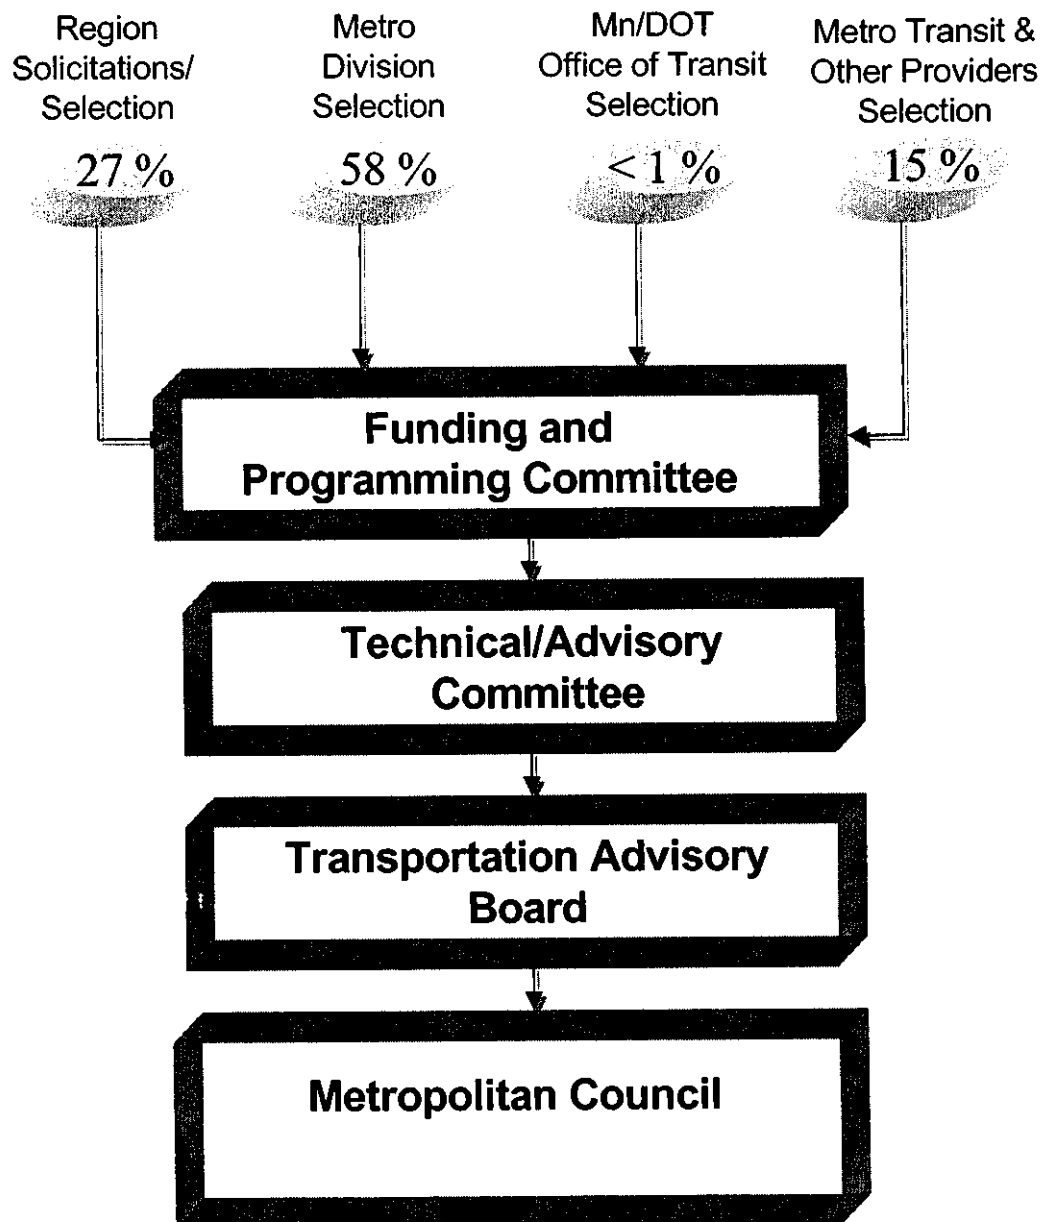 Region
Solicitations/
Selection
27 %
Metro
Division
Selection
58 %
Mn/DOT
Office of Transit
Selection
< 1 %
Metro Transit &
Other Providers
Selection
15 %
Funding and
Programming Committee
Technical/Advisory
Committee
Transportation Advisory
Board
Metropolitan Council